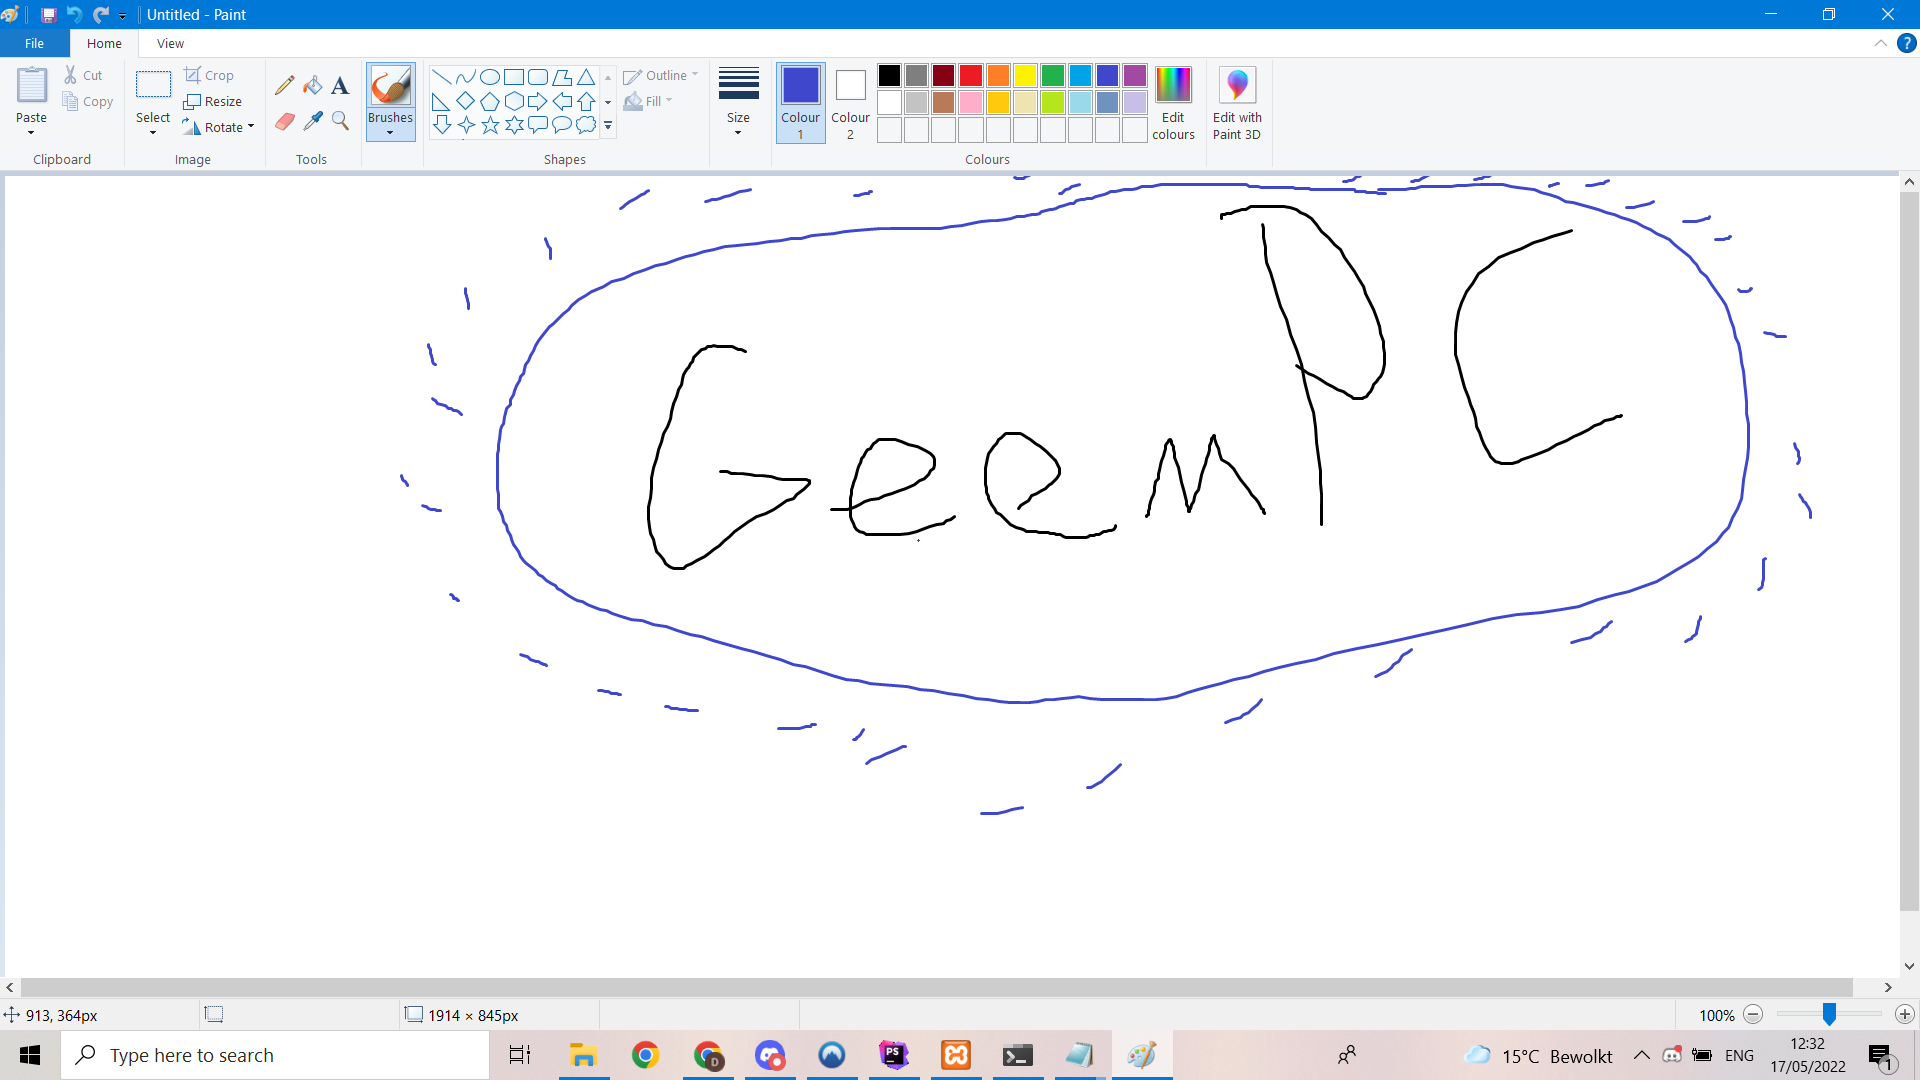 Untitled - Paint
File Home View
Paste Cut Copy Select Crop Resize Rotate Brushes Outline Fill Size Colour 1 Colour 2 Edit colours Edit with Paint 3D
Clipboard Image Tools Shapes Colours
GeemPC
913, 364px 1914 × 845px 100%
Type here to search D PS 15°C Bewolkt ENG 12:32 17/05/2022 1